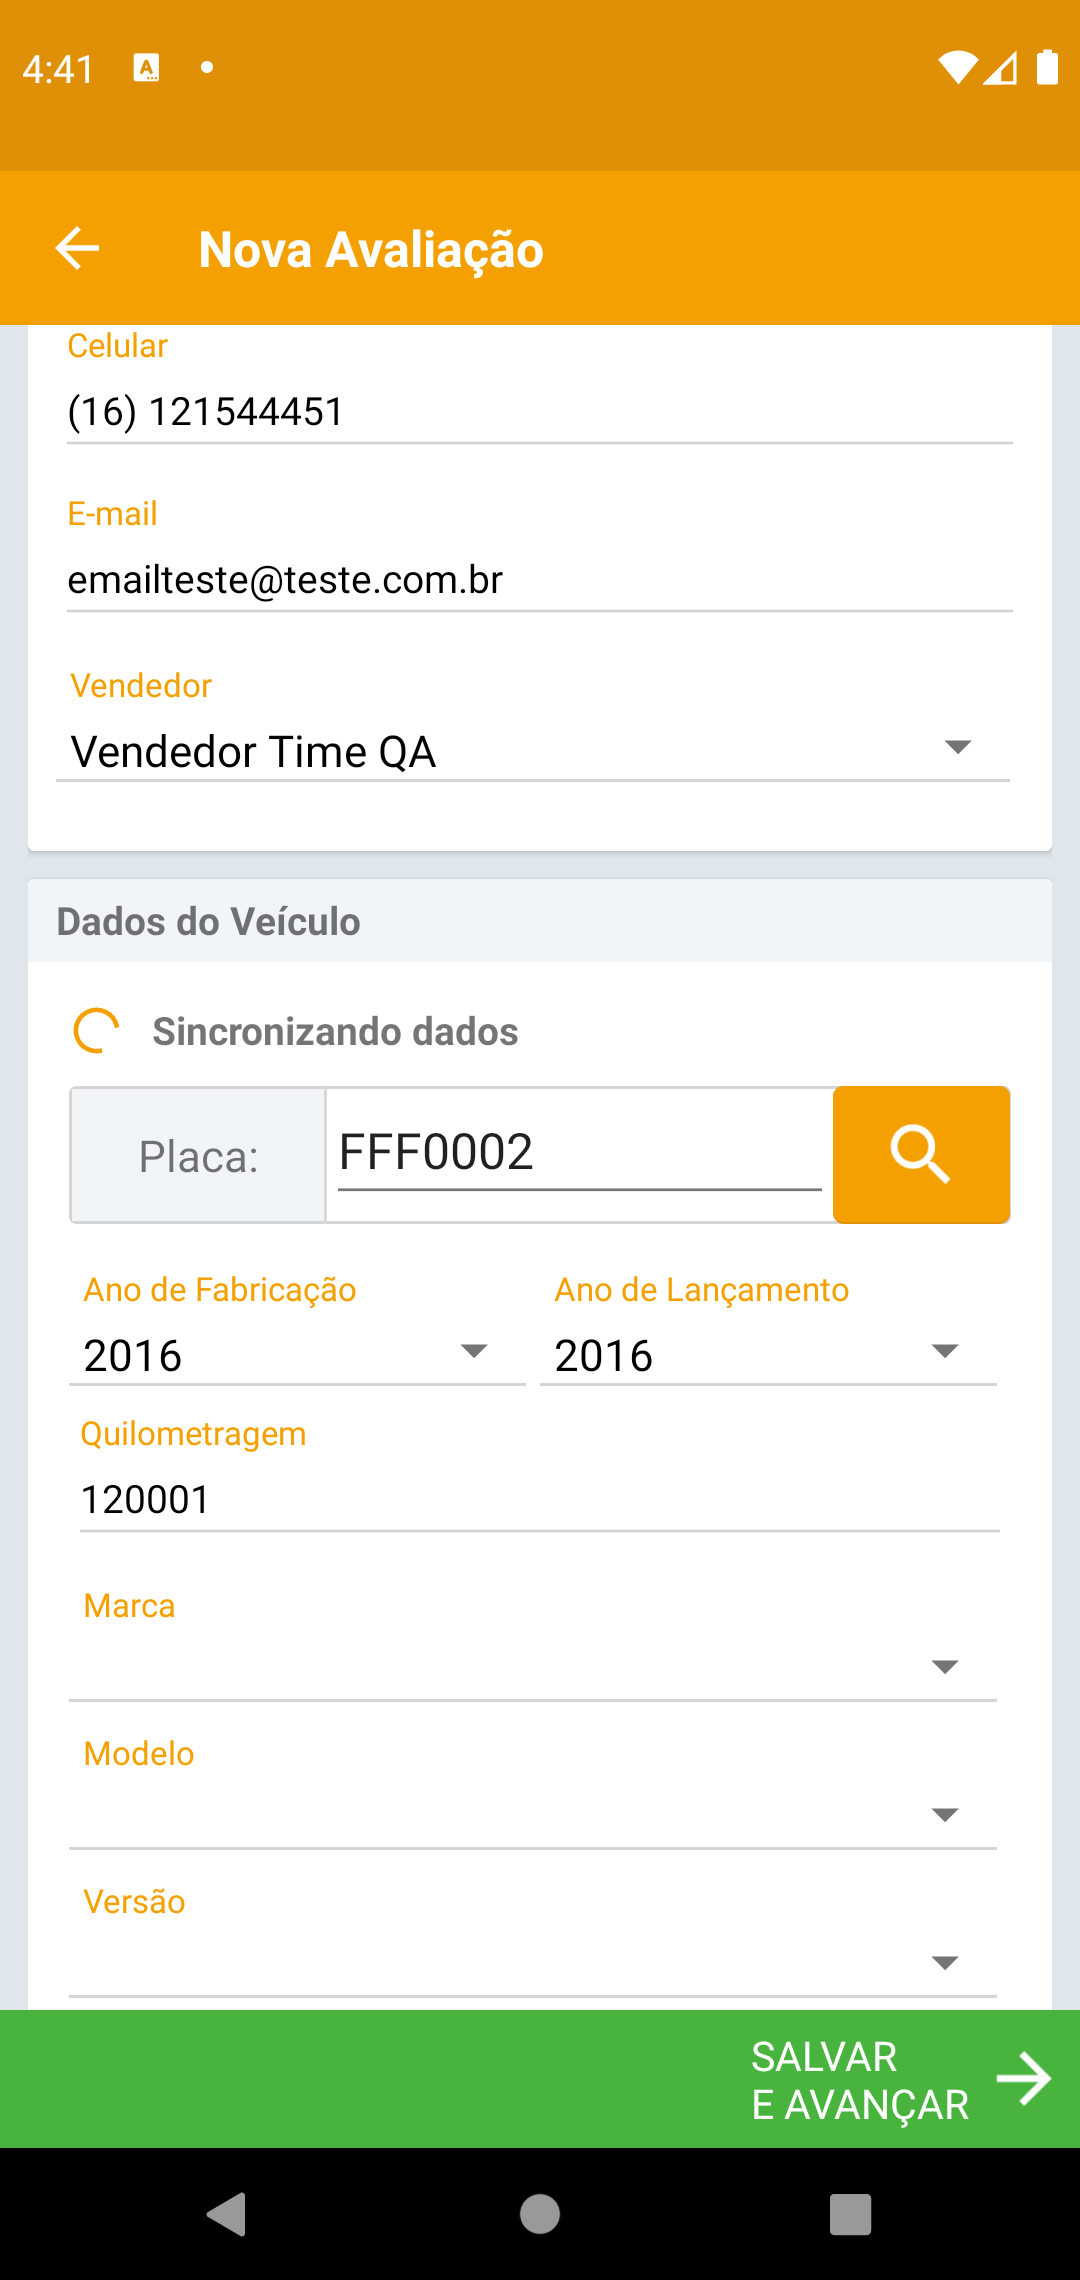 4:41
Nova Avaliação
Celular
(16) 121544451
E-mail
emailteste@teste.com.br
Vendedor
Vendedor Time QA
Dados do Veículo
Sincronizando dados
Placa:
FFF0002
Ano de Fabricação
Ano de Lançamento
2016
2016
Quilometragem
120001
Marca
Modelo
Versão
SALVAR
E AVANÇAR